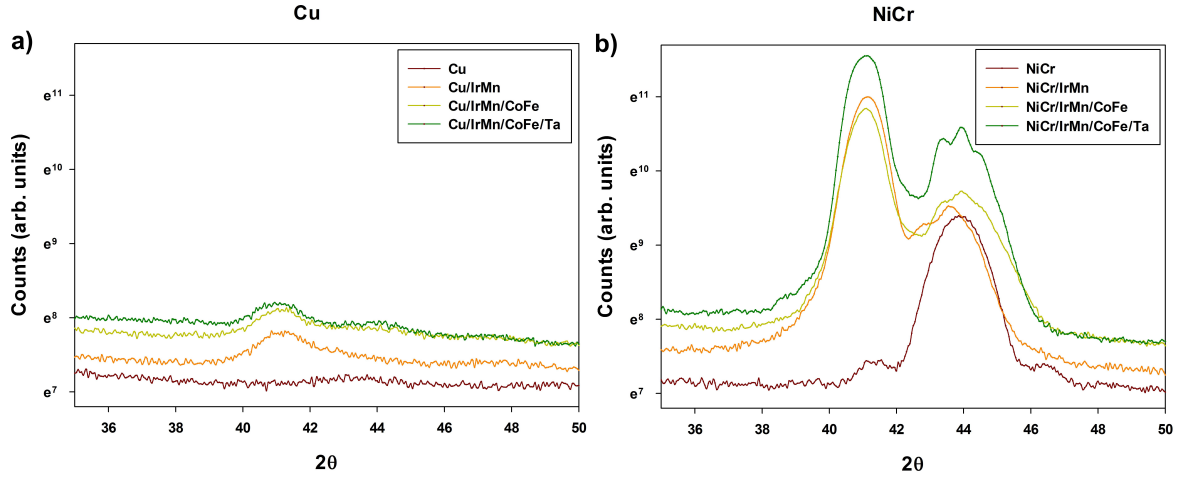 Cu
a)
Counts (arb. units)
e11
e10
e9
e8
e7
Cu
Cu/IrMn
Cu/IrMn/CoFe
Cu/IrMn/CoFe/Ta
36 38 40 42 44 46 48 50
2θ
NiCr
b)
Counts (arb. units)
e11
e10
e9
e8
e7
NiCr
NiCr/IrMn
NiCr/IrMn/CoFe
NiCr/IrMn/CoFe/Ta
36 38 40 42 44 46 48 50
2θ